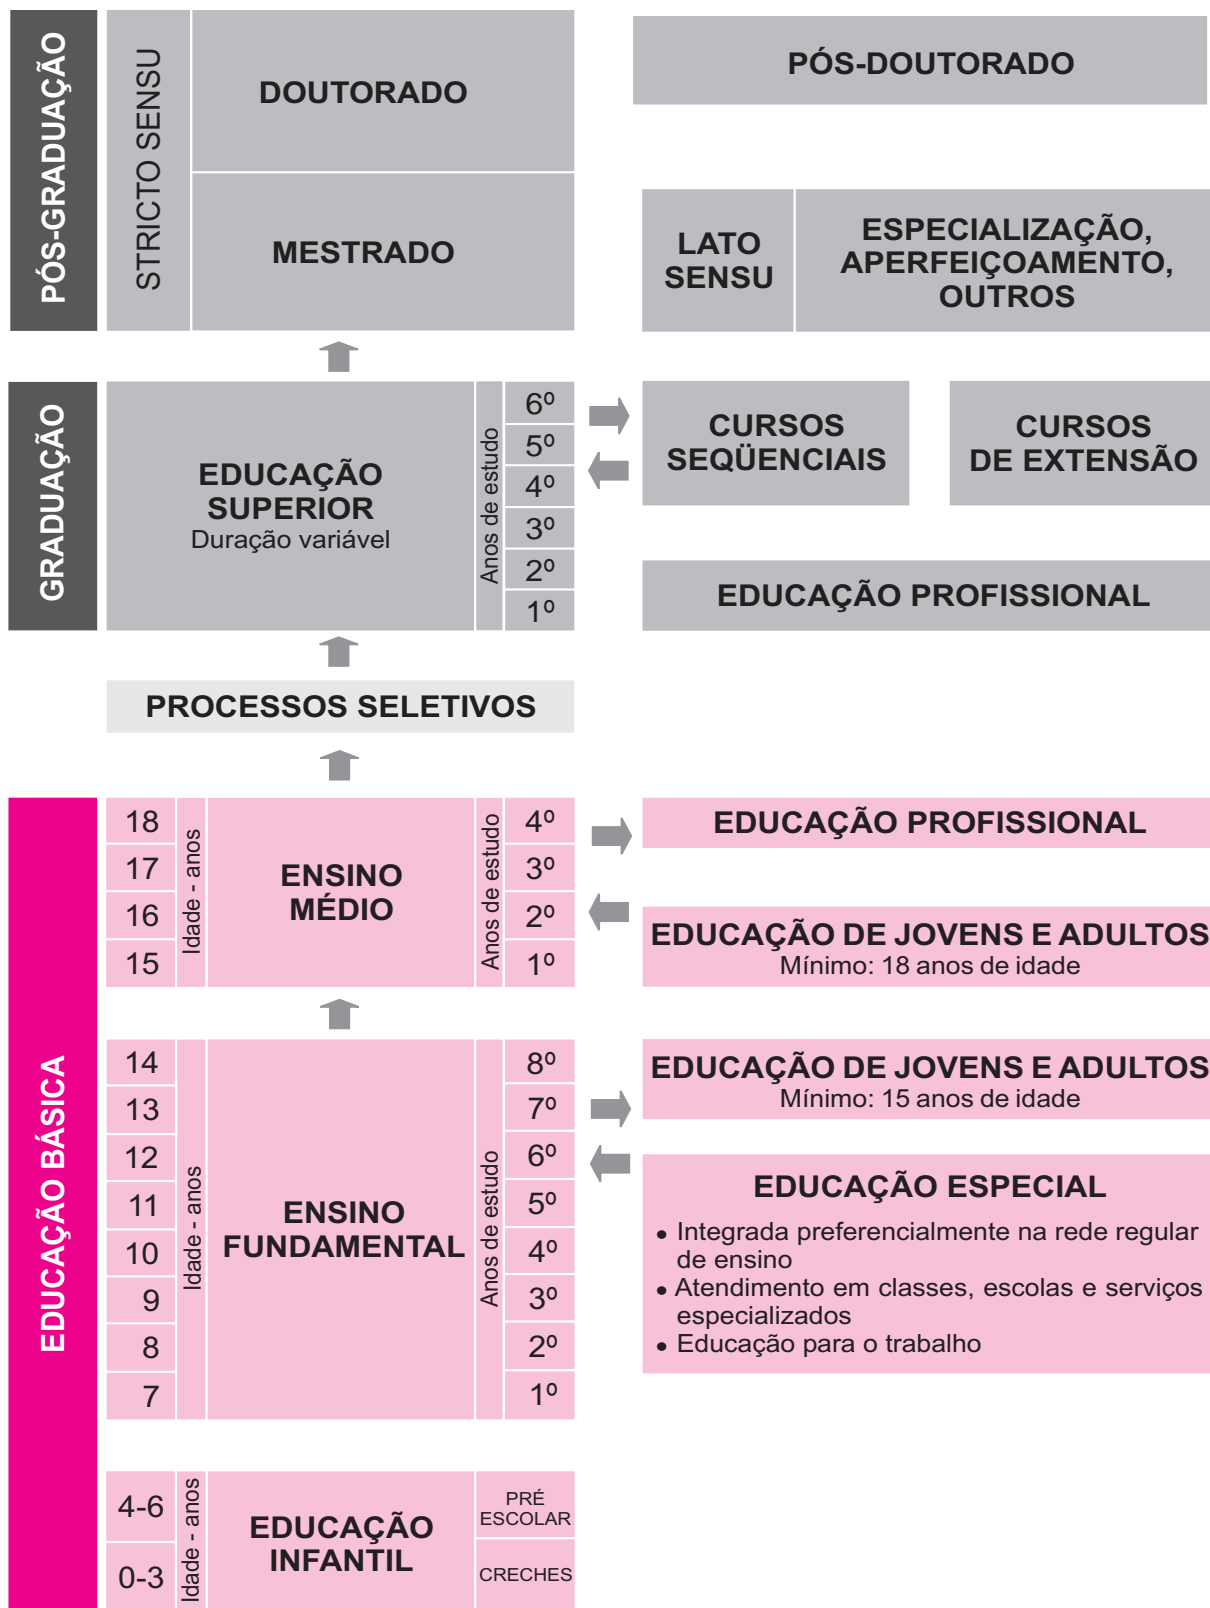 PÓS-GRADUAÇÃO
STRICTO SENSU
DOUTORADO
MESTRADO
PÓS-DOUTORADO
LATO
SENSU
ESPECIALIZAÇÃO,
APERFEIÇOAMENTO,
OUTROS
GRADUAÇÃO
EDUCAÇÃO
SUPERIOR
Duração variável
Anos de estudo
6º
5º
4º
3º
2º
1º
CURSOS
SEQÜENCIAIS
CURSOS
DE EXTENSÃO
EDUCAÇÃO PROFISSIONAL
PROCESSOS SELETIVOS
EDUCAÇÃO BÁSICA
18
17
16
15
Idade - anos
ENSINO
MÉDIO
Anos de estudo
4º
3º
2º
1º
EDUCAÇÃO PROFISSIONAL
EDUCAÇÃO DE JOVENS E ADULTOS
Mínimo: 18 anos de idade
14
13
12
11
10
9
8
7
Idade - anos
ENSINO
FUNDAMENTAL
Anos de estudo
8º
7º
6º
5º
4º
3º
2º
1º
EDUCAÇÃO DE JOVENS E ADULTOS
Mínimo: 15 anos de idade
EDUCAÇÃO ESPECIAL
• Integrada preferencialmente na rede regular
de ensino
• Atendimento em classes, escolas e serviços
especializados
• Educação para o trabalho
4-6
0-3
Idade - anos
EDUCAÇÃO
INFANTIL
PRÉ
ESCOLAR
CRECHES